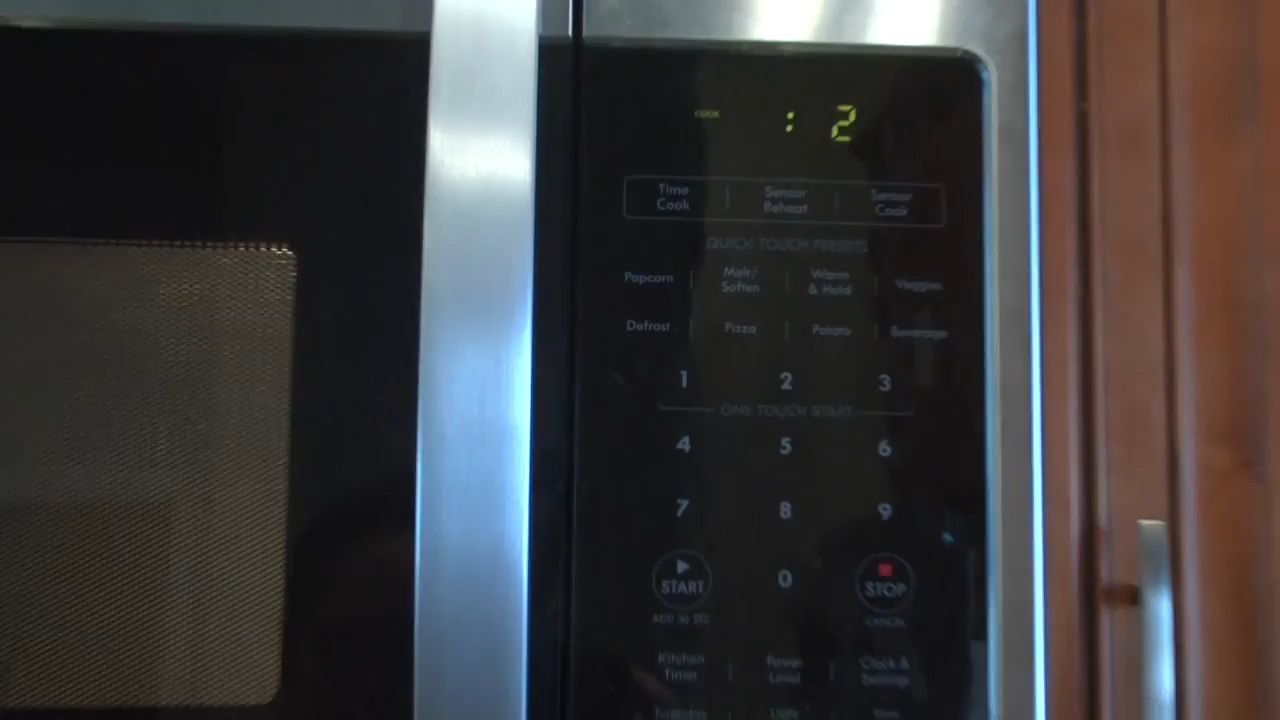 COOK : 2
Time Cook
Sensor Reheat
Sensor Cook
QUICK TOUCH PRESETS
Popcorn
Melt/ Soften
Warm & Hold
Veggies
Defrost
Pizza
Potato
Beverage
1 2 3
ONE TOUCH START
4 5 6
7 8 9
START 0 STOP
ADD 30 SEC
CANCEL
Kitchen Timer
Power Level
Clock & Settings